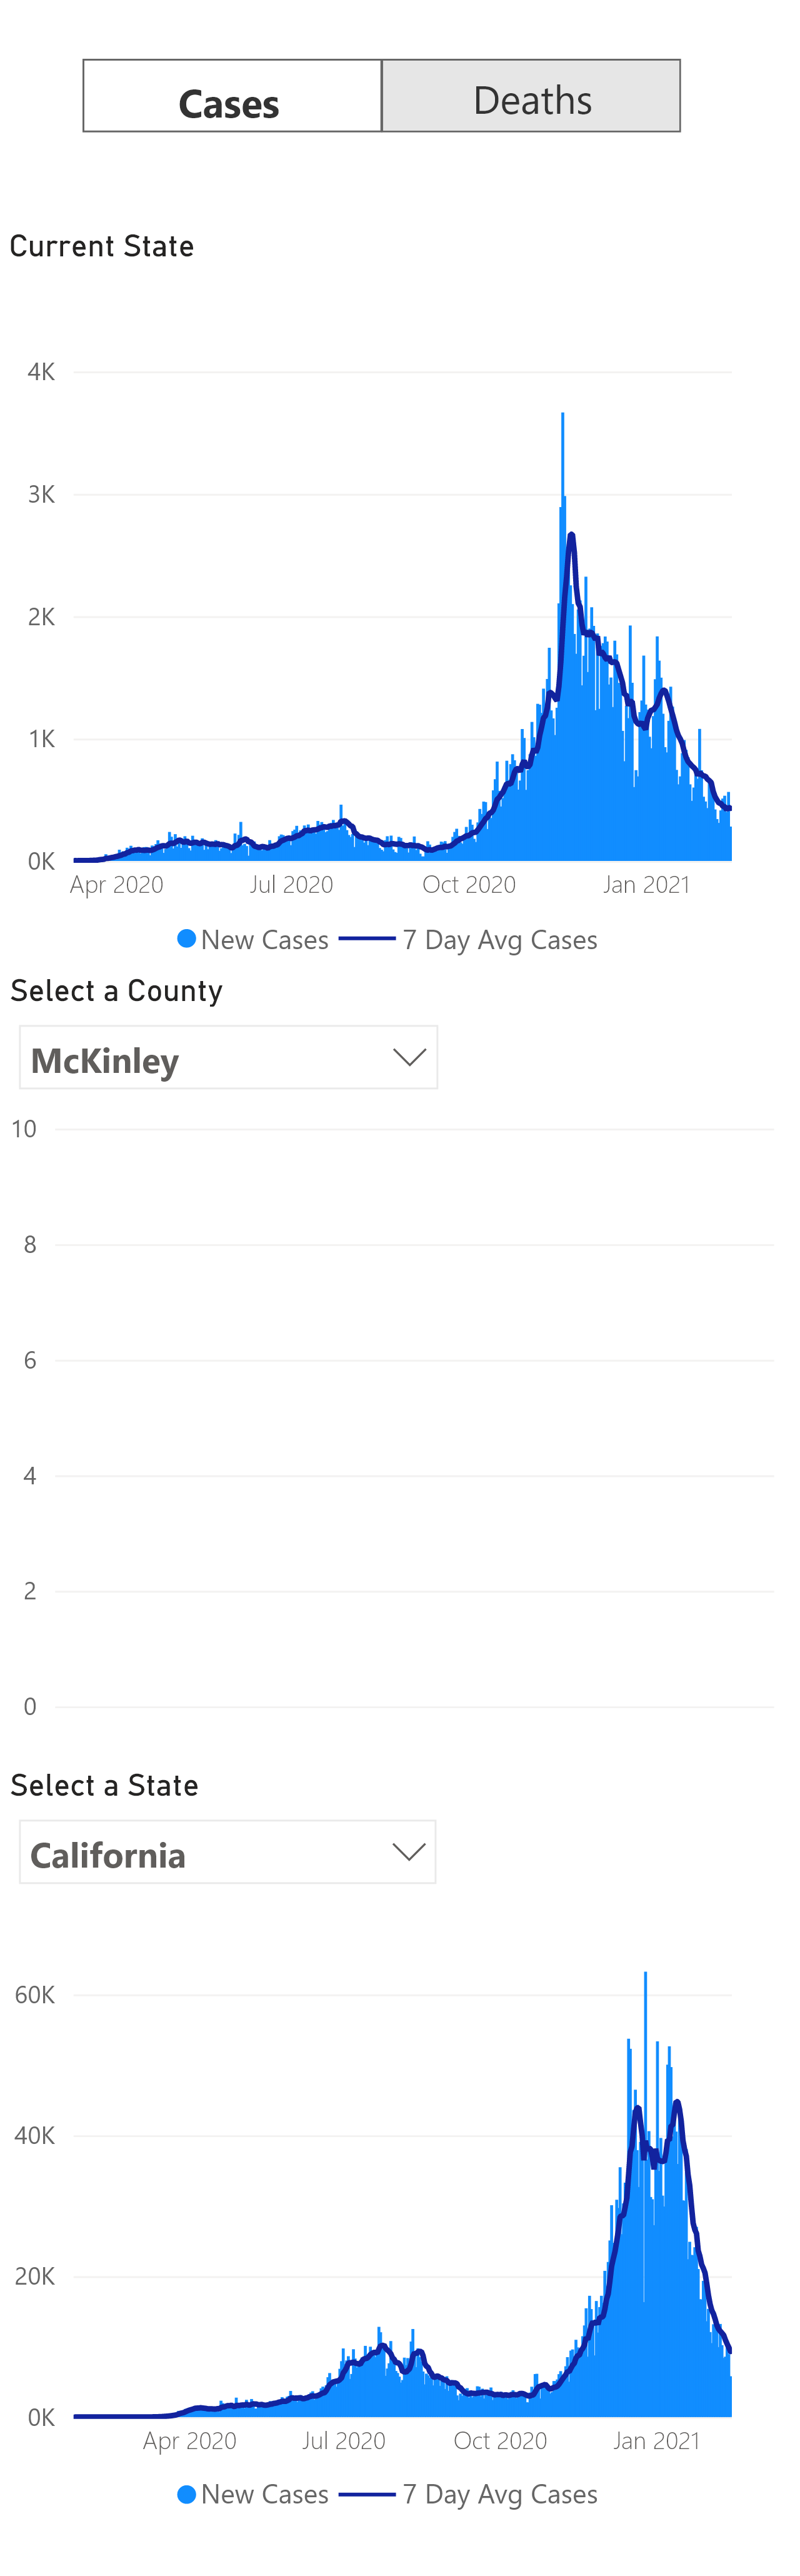 Cases Deaths
Current State
4K
3K
2K
1K
0K
Apr 2020 Jul 2020 Oct 2020 Jan 2021
New Cases 7 Day Avg Cases
Select a County
McKinley
10
8
6
4
2
0
Select a State
California
60K
40K
20K
0K
Apr 2020 Jul 2020 Oct 2020 Jan 2021
New Cases 7 Day Avg Cases